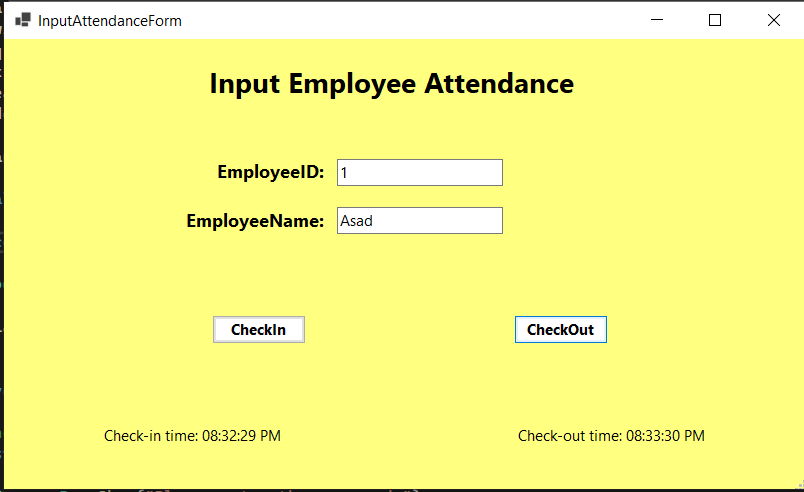 InputAttendanceForm
Input Employee Attendance
EmployeeID: 1
EmployeeName: Asad
CheckIn CheckOut
Check-in time: 08:32:29 PM Check-out time: 08:33:30 PM